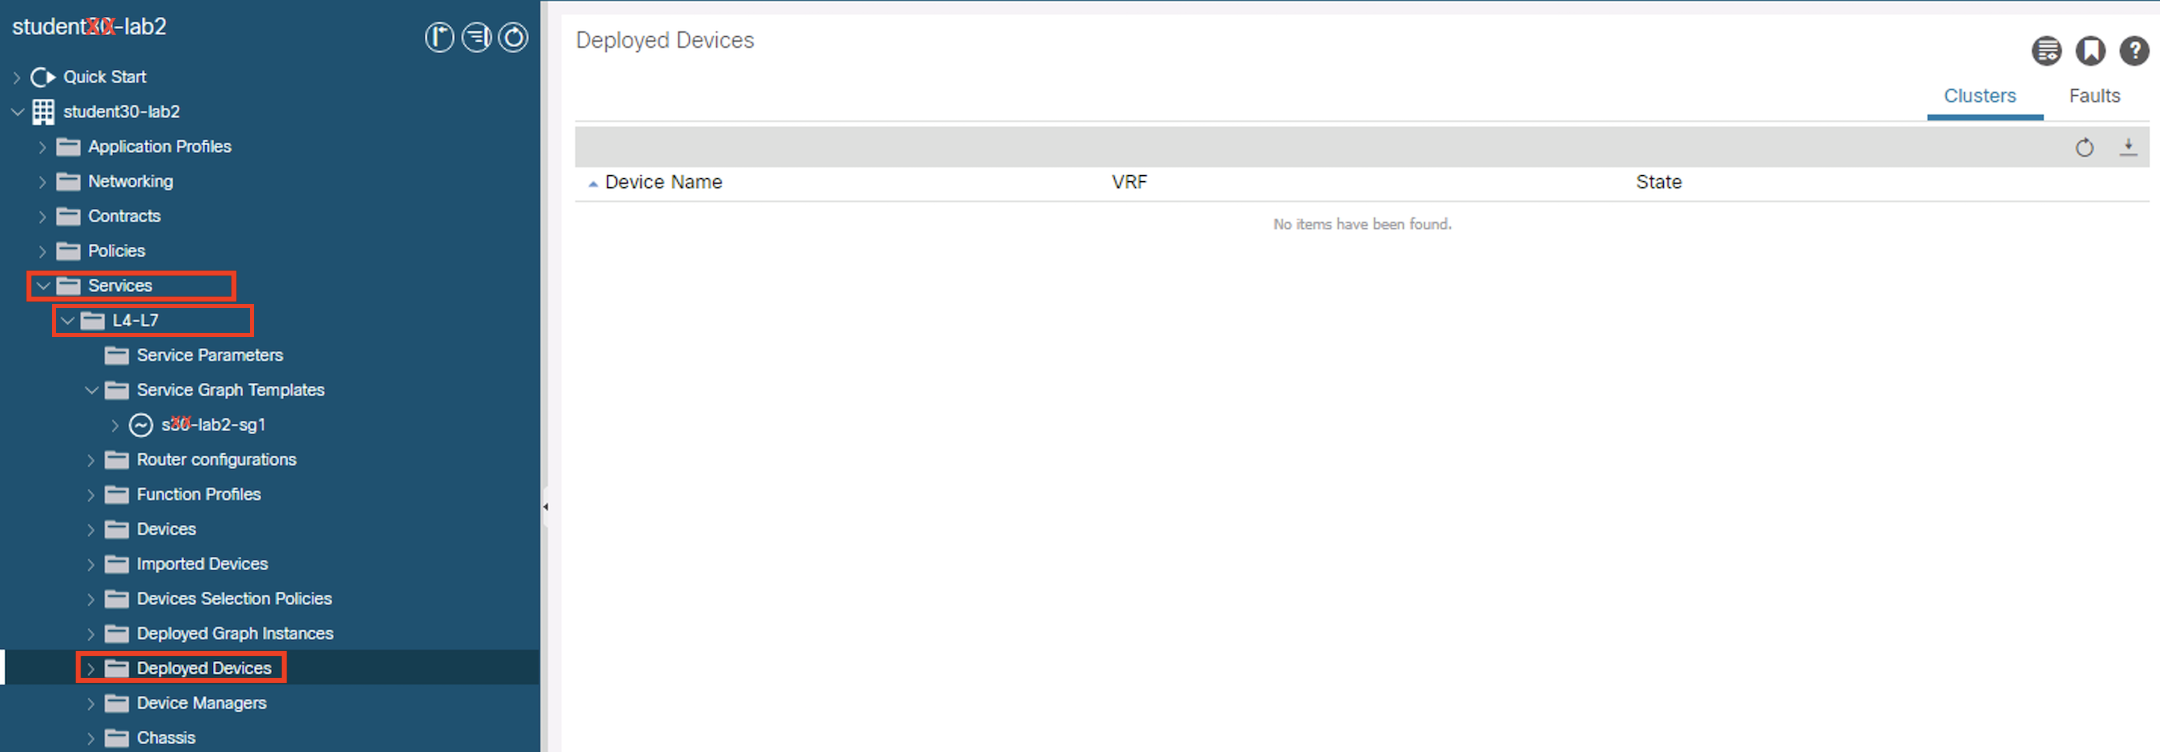 studentXX-lab2
Quick Start
student30-lab2
Application Profiles
Networking
Contracts
Policies
Services
L4-L7
Service Parameters
Service Graph Templates
sXX-lab2-sg1
Router configurations
Function Profiles
Devices
Imported Devices
Devices Selection Policies
Deployed Graph Instances
Deployed Devices
Device Managers
Chassis
Deployed Devices
?
Clusters Faults
Device Name VRF State
No items have been found.